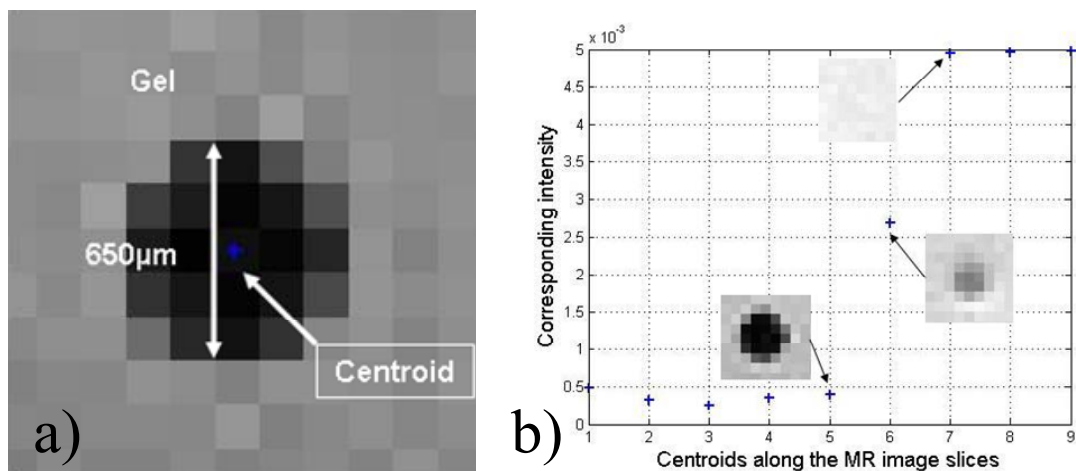 Gel
650µm
Centroid
a)
x 10⁻³
5
4.5
4
3.5
3
2.5
2
1.5
1
0.5
0
1 2 3 4 5 6 7 8 9
Corresponding intensity
Centroids along the MR image slices
b)